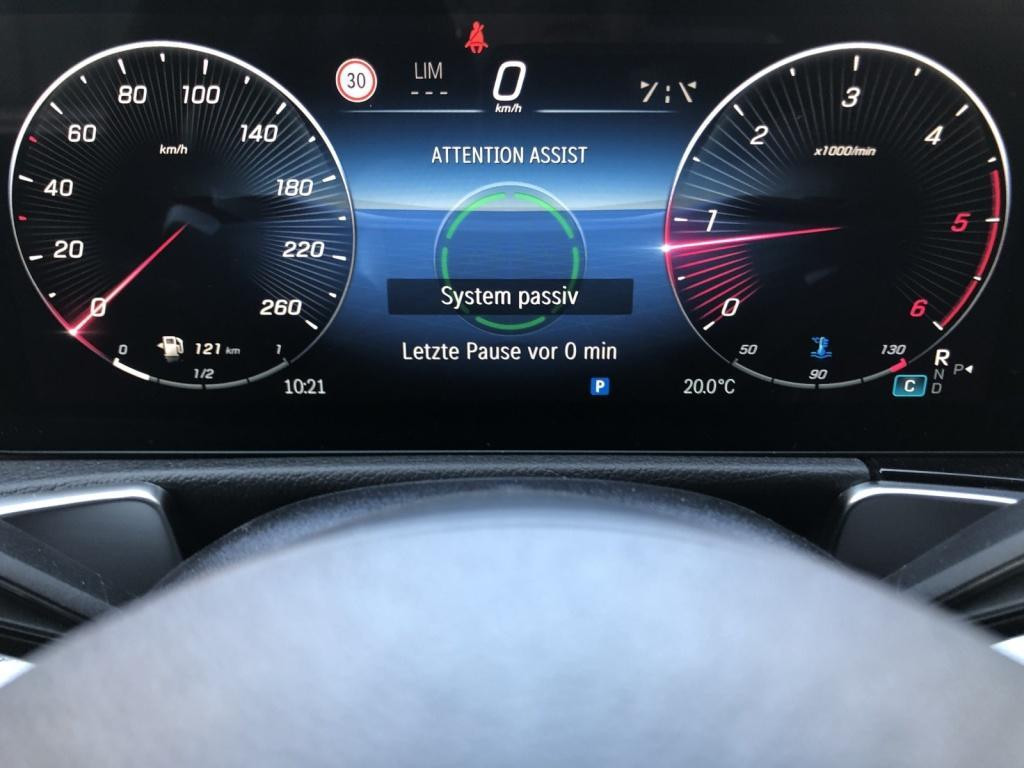 30
LIM
---
0
km/h
80 100
60 140
km/h
40 180
20 220
0 260
0 121 km 1
1/2
10:21
ATTENTION ASSIST
System passiv
Letzte Pause vor 0 min
P
20.0°C
3
2 4
x1000/min
1 5
0 6
50 130
90
R
N P
C D